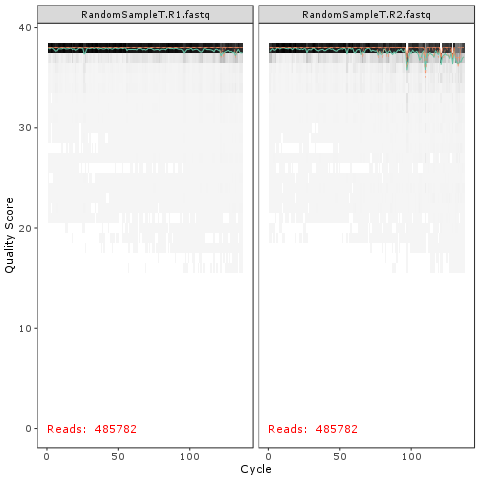 RandomSampleT.R1.fastq
RandomSampleT.R2.fastq
40
30
20
10
0
Quality Score
Reads: 485782
Reads: 485782
0 50 100
0 50 100
Cycle